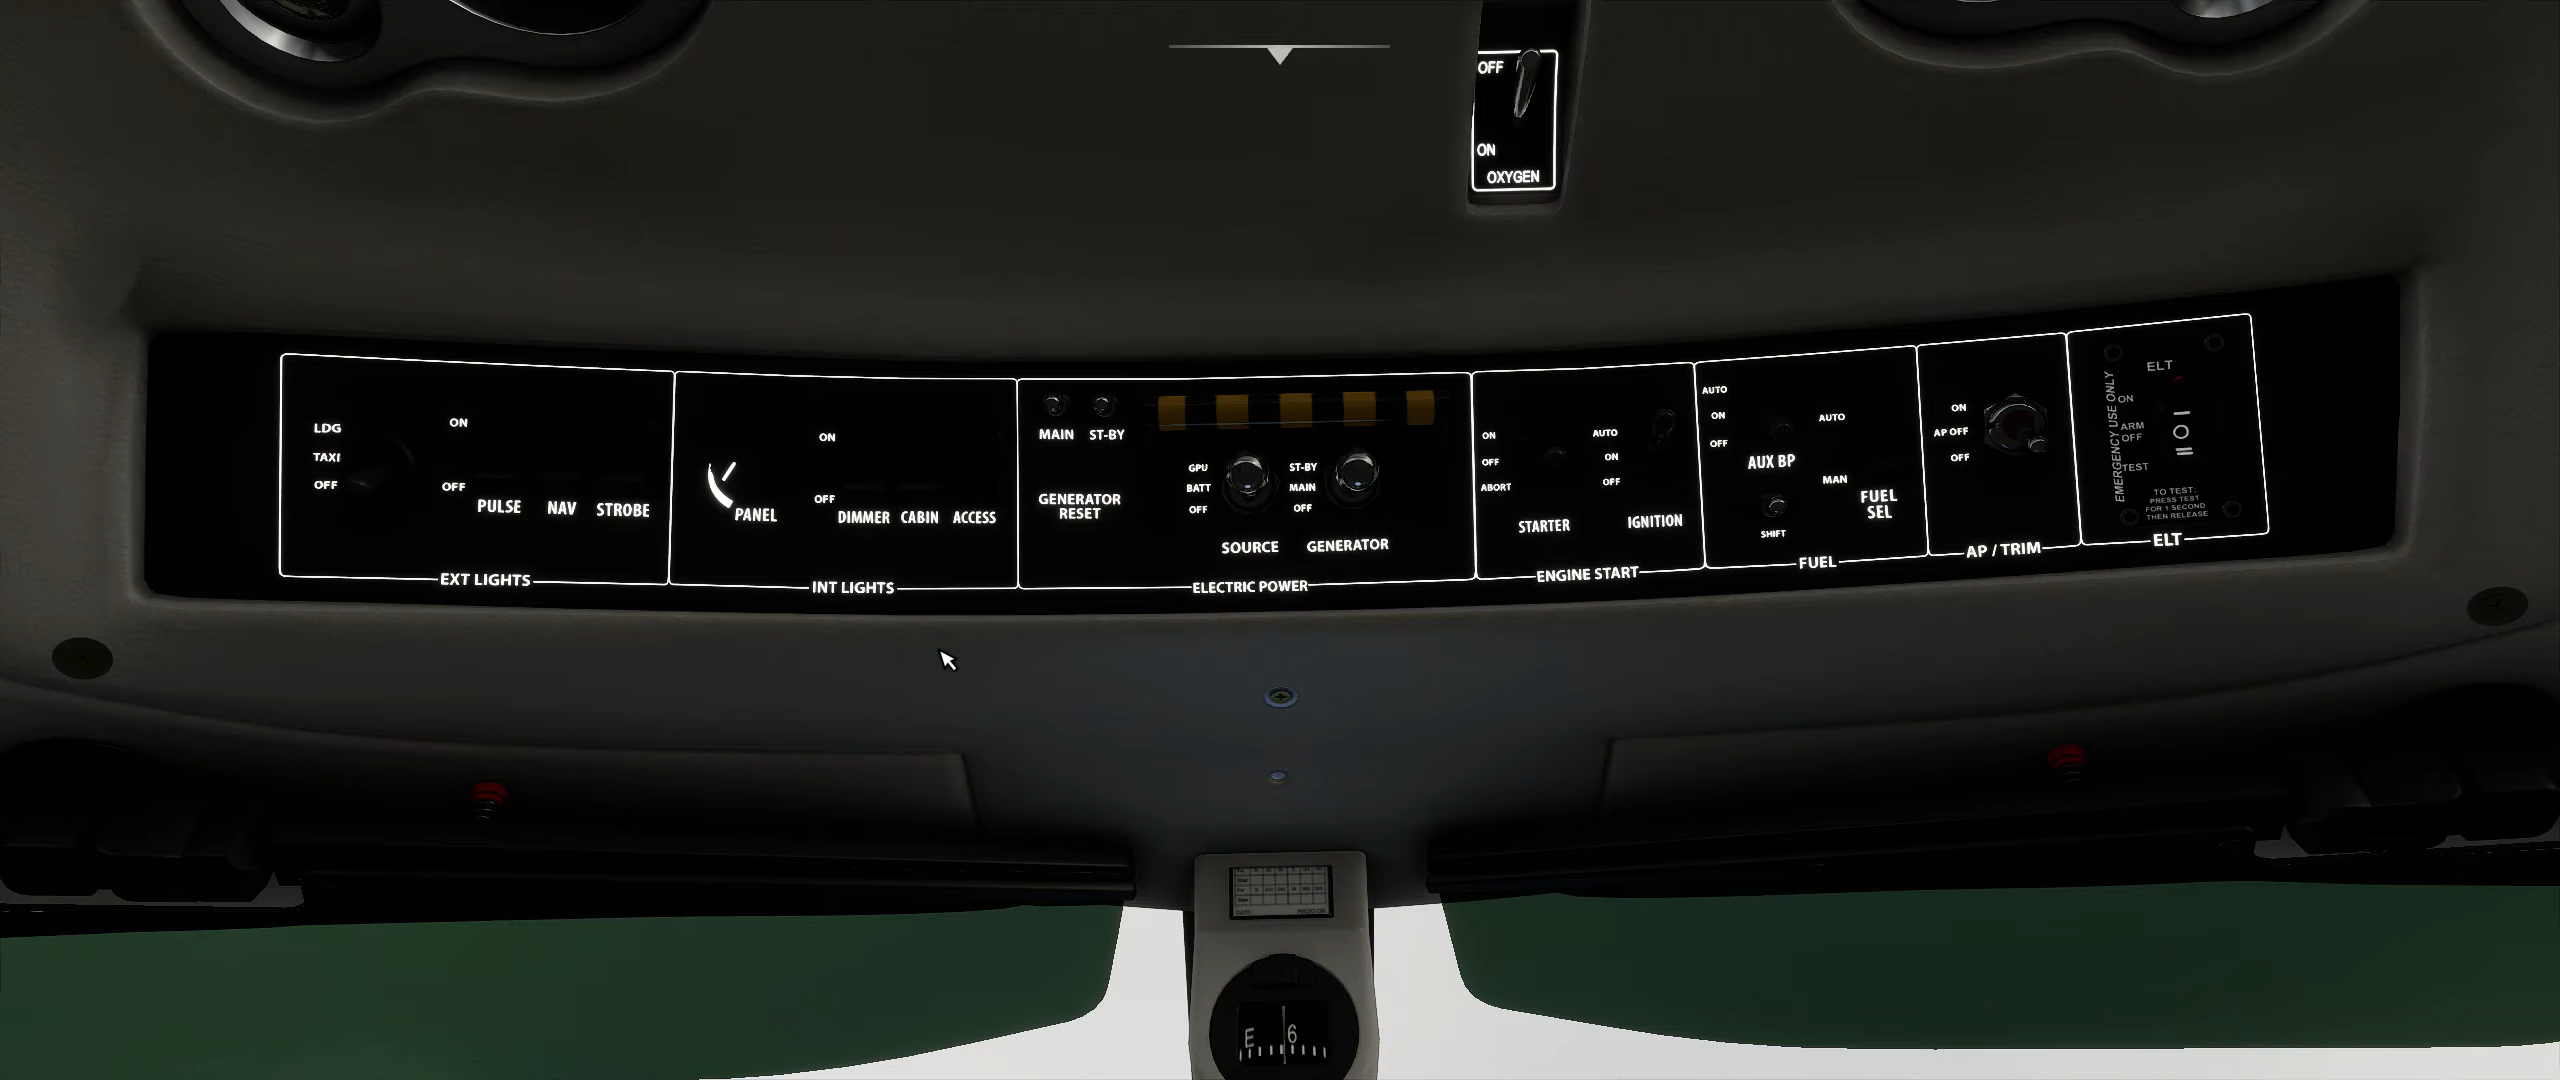 OFF
ON
OXYGEN
LDG
TAXI
OFF
ON
OFF
PULSE NAV STROBE
EXT LIGHTS
PANEL
ON
OFF
DIMMER CABIN ACCESS
INT LIGHTS
MAIN ST-BY
GENERATOR
RESET
GPU
BATT
OFF
SOURCE
ST-BY
MAIN
OFF
GENERATOR
ELECTRIC POWER
ON
OFF
ABORT
STARTER
AUTO
ON
OFF
IGNITION
ENGINE START
AUTO
ON
OFF
AUX BP
SHIFT
AUTO
MAN
FUEL
SEL
FUEL
ON
AP OFF
OFF
AP / TRIM
EMERGENCY USE ONLY
ELT
ON
ARM
OFF
TEST
TO TEST:
PRESS TEST
FOR 1 SECOND
THEN RELEASE
ELT
DATE
RADIO ON
E 6